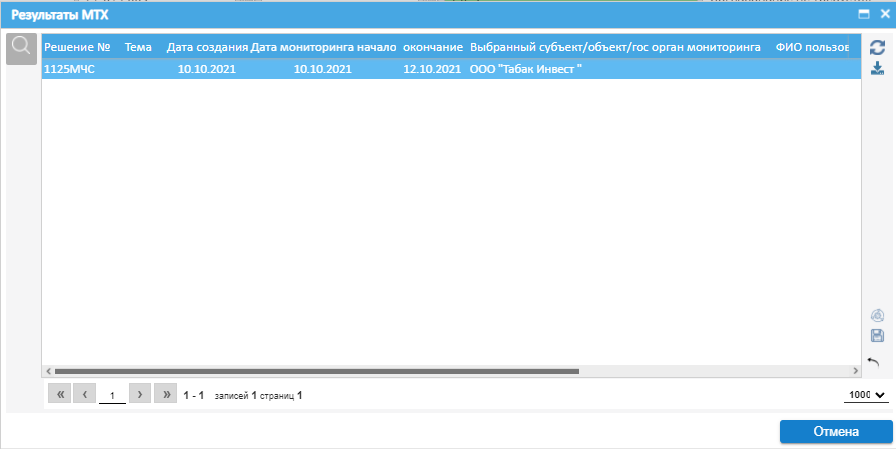 Результаты МТХ
Решение № Тема Дата создания Дата мониторинга начало окончание Выбранный субъект/объект/гос орган мониторинга ФИО пользов
1125МЧС 10.10.2021 10.10.2021 12.10.2021 ООО "Табак Инвест "
« ‹ 1 › » 1 - 1 записей 1 страниц 1 1000
Отмена